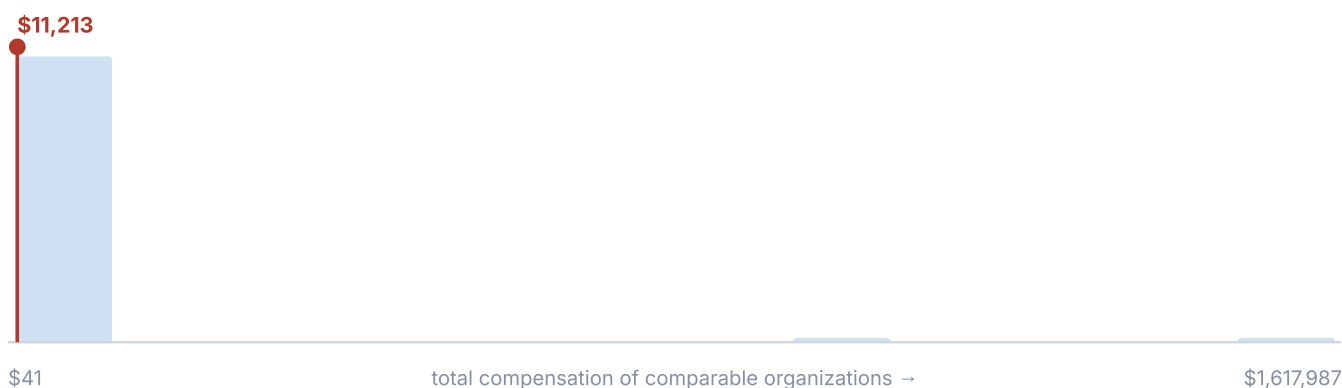 $11,213
$41 total compensation of comparable organizations → $1,617,987